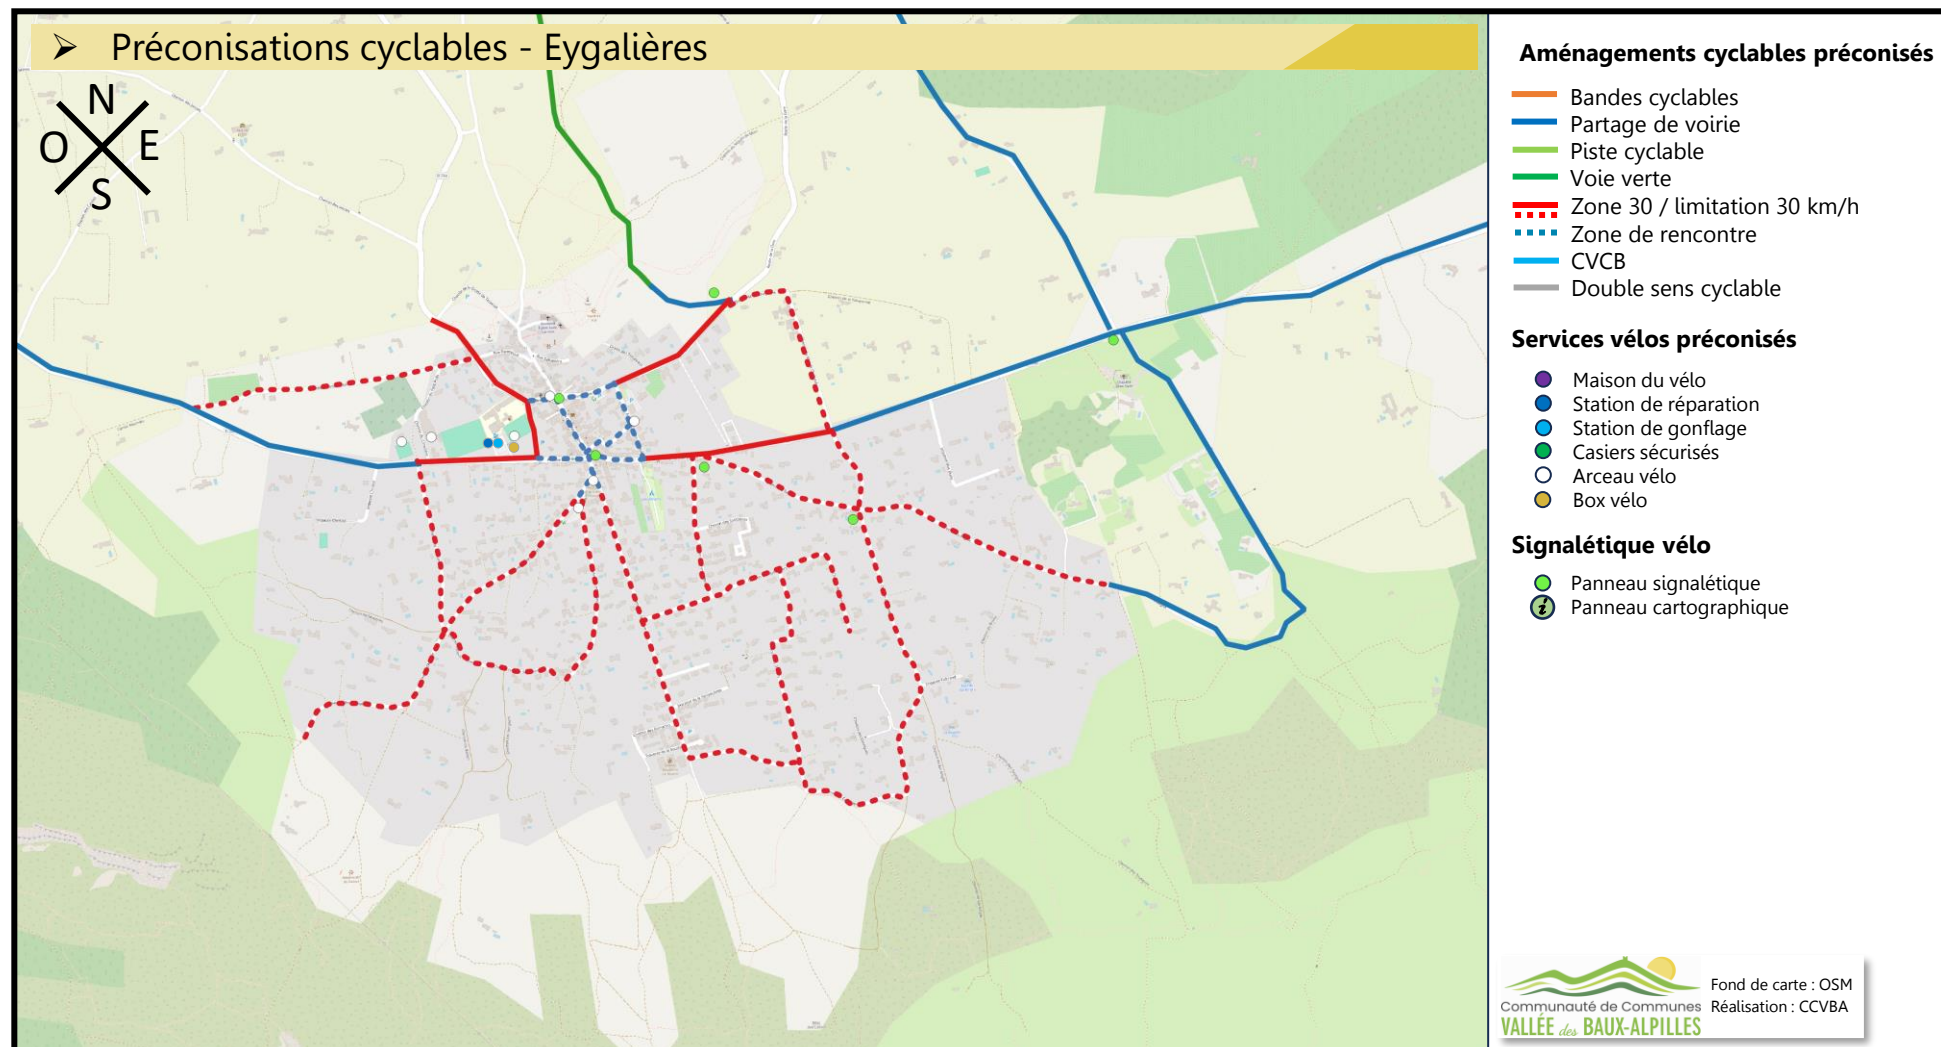 ➢ Préconisations cyclables - Eygalières
N
O E
S
Aménagements cyclables préconisés
Bandes cyclables
Partage de voirie
Piste cyclable
Voie verte
Zone 30 / limitation 30 km/h
Zone de rencontre
CVCB
Double sens cyclable
Services vélos préconisés
Maison du vélo
Station de réparation
Station de gonflage
Casiers sécurisés
Arceau vélo
Box vélo
Signalétique vélo
Panneau signalétique
i Panneau cartographique
Communauté de Communes
VALLÉE des BAUX-ALPILLES
Fond de carte : OSM
Réalisation : CCVBA